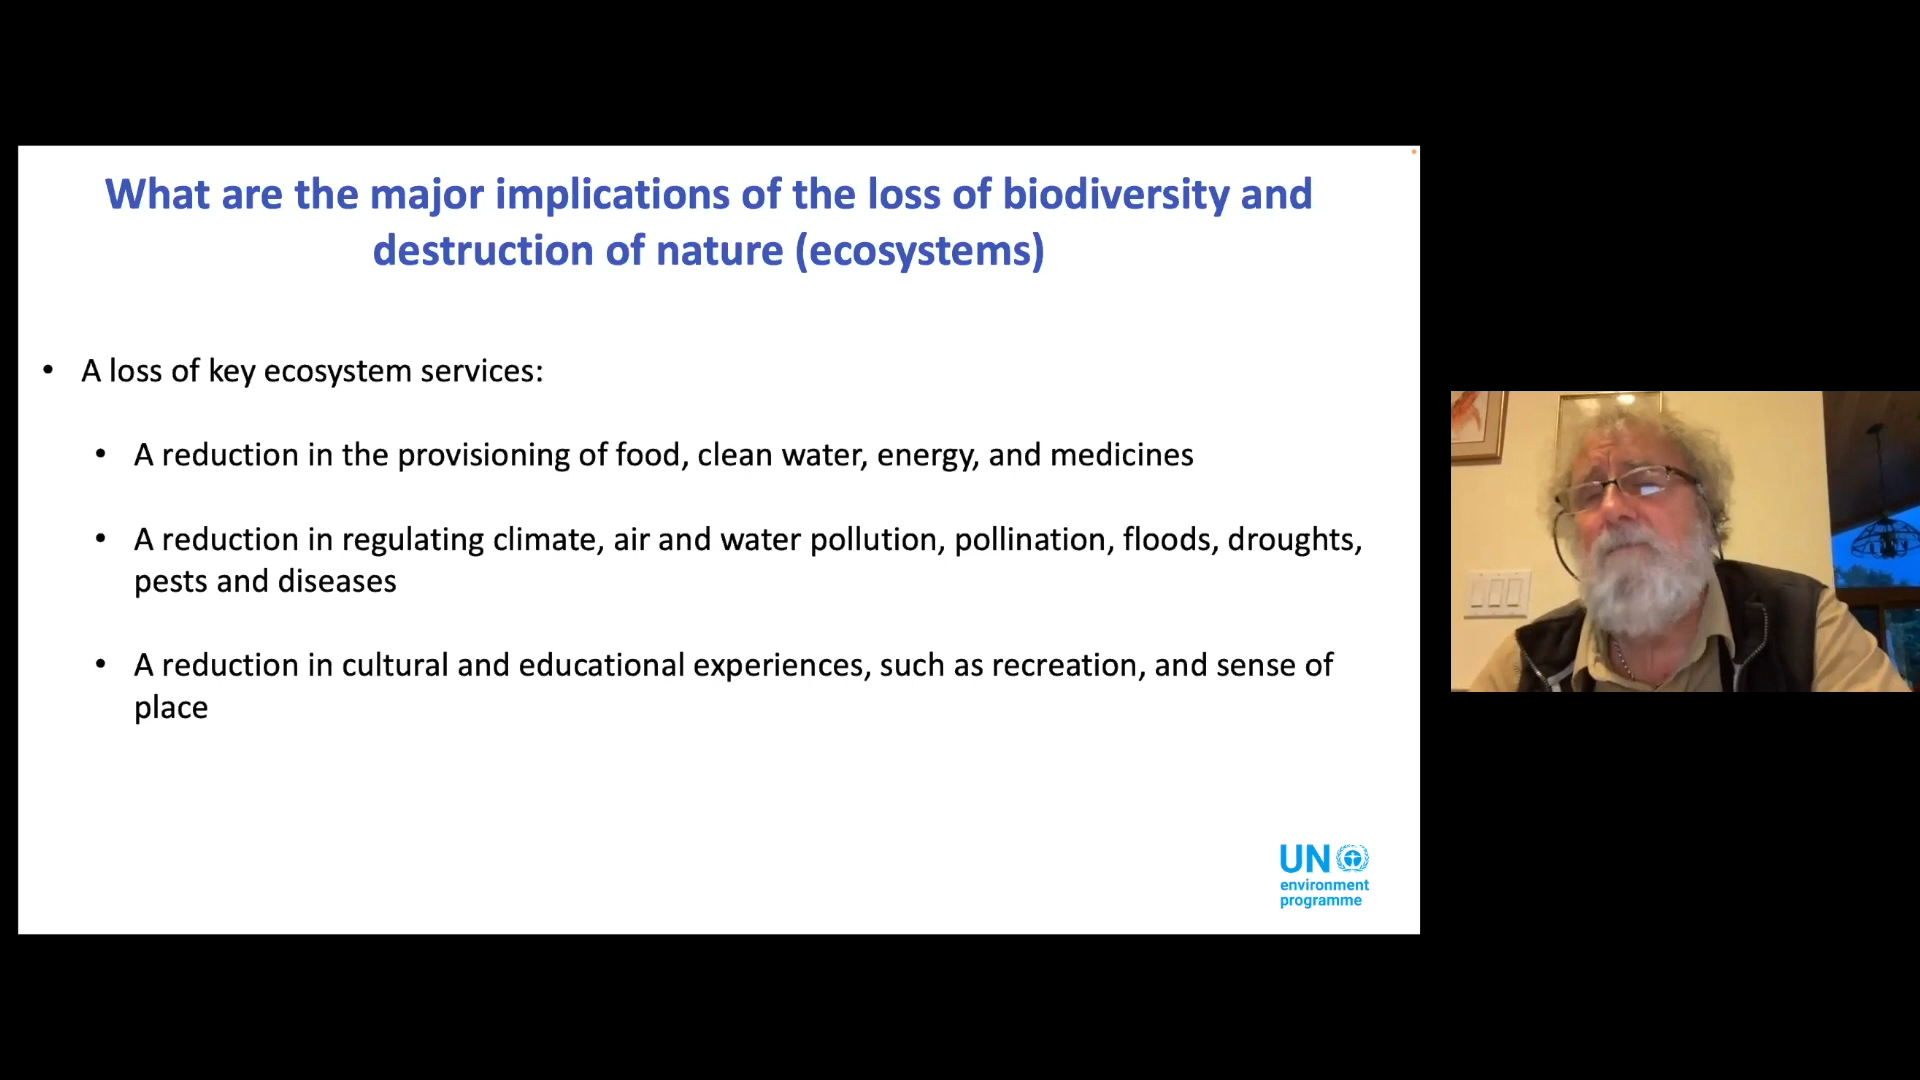 What are the major implications of the loss of biodiversity and
destruction of nature (ecosystems)
• A loss of key ecosystem services:
• A reduction in the provisioning of food, clean water, energy, and medicines
• A reduction in regulating climate, air and water pollution, pollination, floods, droughts,
pests and diseases
• A reduction in cultural and educational experiences, such as recreation, and sense of
place
UN
environment
programme